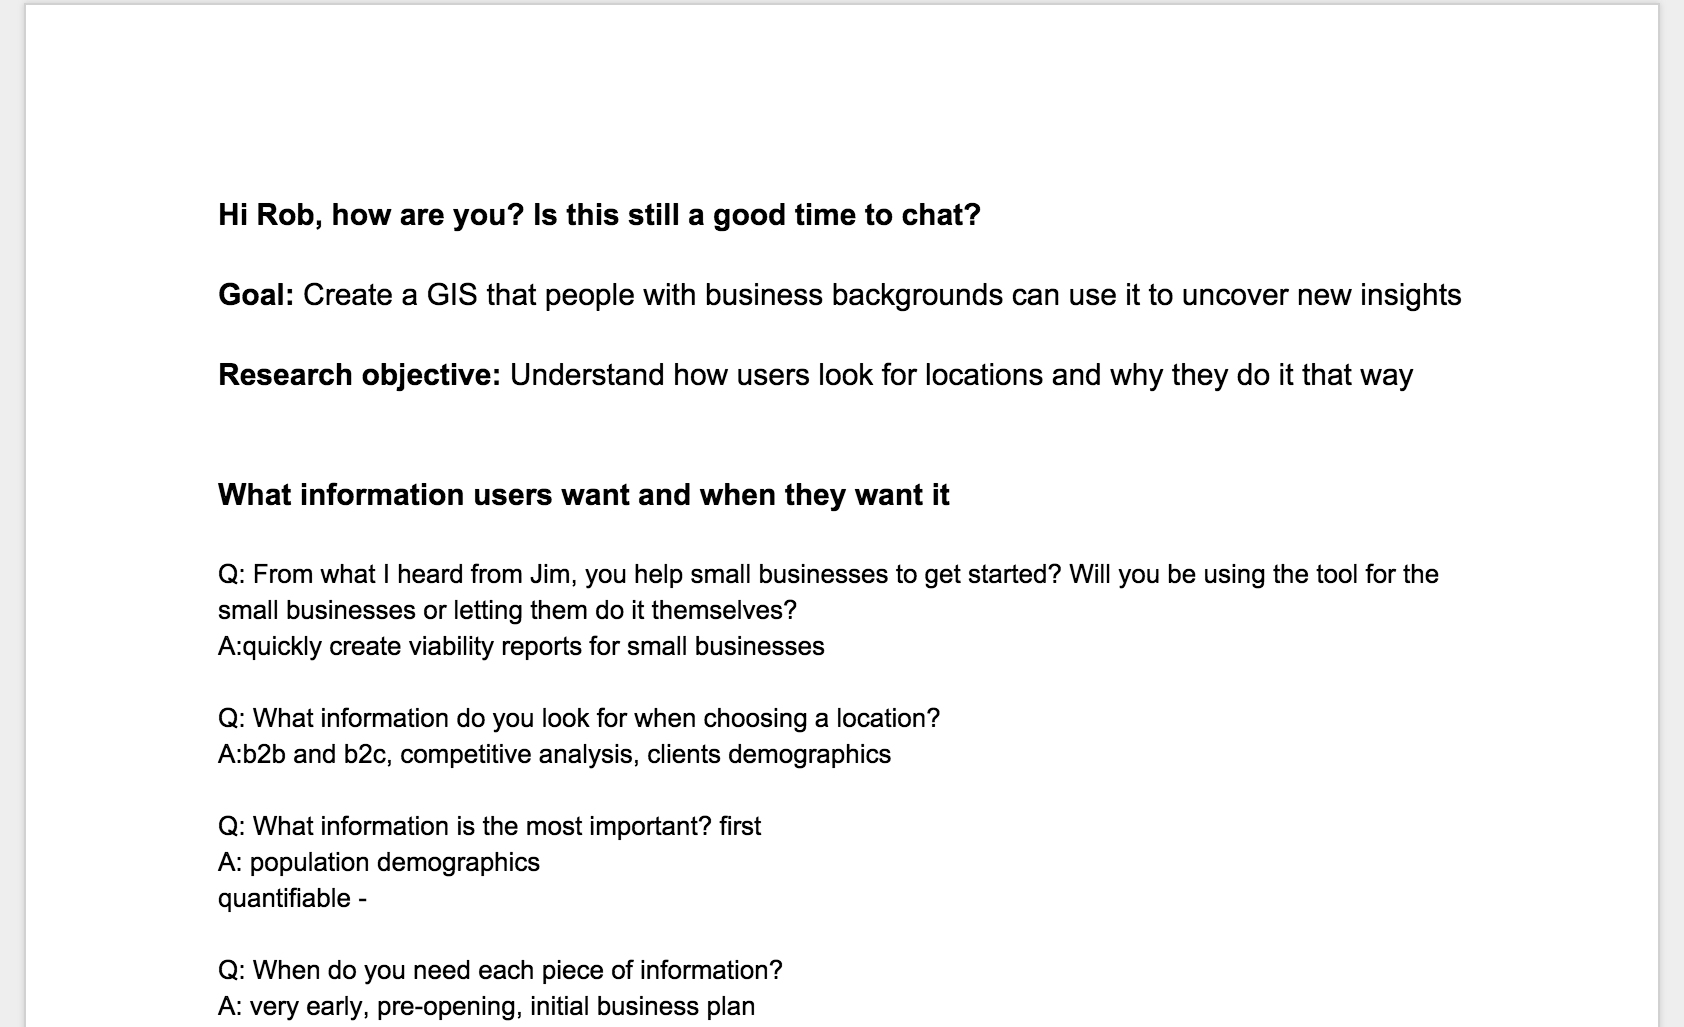 Hi Rob, how are you? Is this still a good time to chat?
Goal: Create a GIS that people with business backgrounds can use it to uncover new insights
Research objective: Understand how users look for locations and why they do it that way
What information users want and when they want it
Q: From what I heard from Jim, you help small businesses to get started? Will you be using the tool for the
small businesses or letting them do it themselves?
A:quickly create viability reports for small businesses
Q: What information do you look for when choosing a location?
A:b2b and b2c, competitive analysis, clients demographics
Q: What information is the most important? first
A: population demographics
quantifiable -
Q: When do you need each piece of information?
A: very early, pre-opening, initial business plan